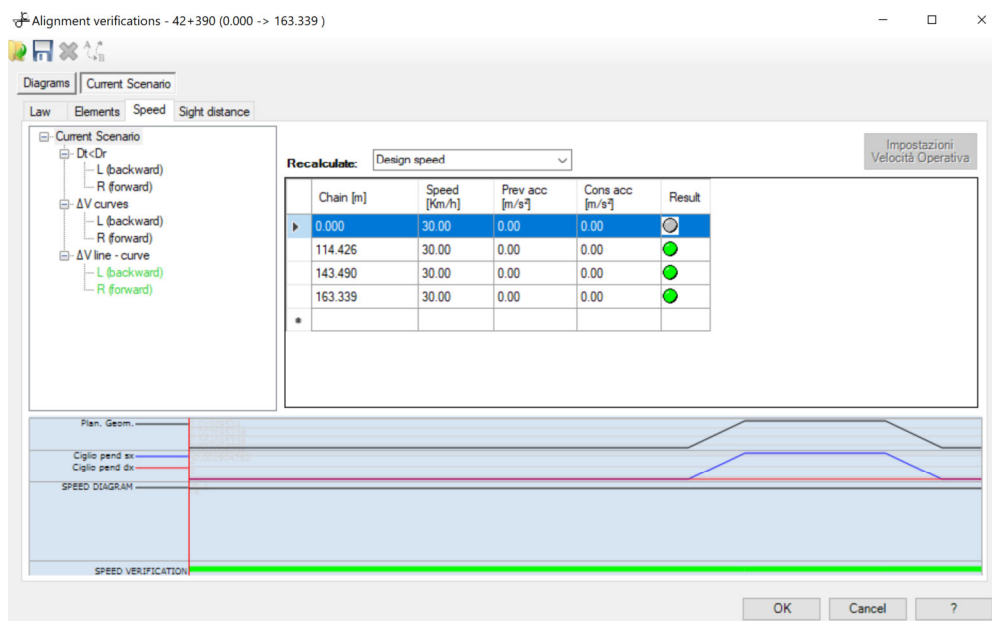 Alignment verifications - 42+390 (0.000 -> 163.339 )
Diagrams Current Scenario
Law Elements Speed Sight distance
Current Scenario
Dt<Dr
L (backward)
R (forward)
ΔV curves
L (backward)
R (forward)
ΔV line - curve
L (backward)
R (forward)
Impostazioni
Velocità Operativa
Recalculate: Design speed
Chain [m] Speed [Km/h] Prev acc [m/s²] Cons acc [m/s²] Result
0.000 30.00 0.00 0.00
114.426 30.00 0.00 0.00
143.490 30.00 0.00 0.00
163.339 30.00 0.00 0.00
Plan. Geom.
Ciglio pend sx
Ciglio pend dx
SPEED DIAGRAM
SPEED VERIFICATION
OK Cancel ?